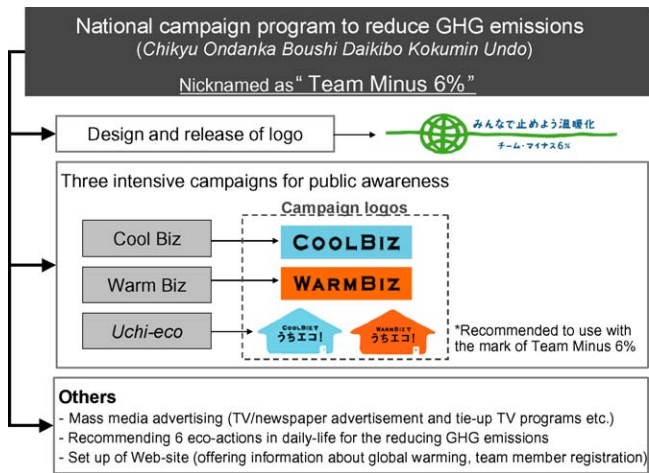 National campaign program to reduce GHG emissions
(Chikyu Ondanka Boushi Daikibo Kokumin Undo)
Nicknamed as“ Team Minus 6%”
Design and release of logo
みんなで止めよう温暖化
チーム・マイナス6%
Three intensive campaigns for public awareness
Campaign logos
Cool Biz
COOLBIZ
Warm Biz
WARMBIZ
Uchi-eco
COOLBIZで
うちエコ!
WARMBIZで
うちエコ!
*Recommended to use with
the mark of Team Minus 6%
Others
- Mass media advertising (TV/newspaper advertisement and tie-up TV programs etc.)
- Recommending 6 eco-actions in daily-life for the reducing GHG emissions
- Set up of Web-site (offering information about global warming, team member registration)